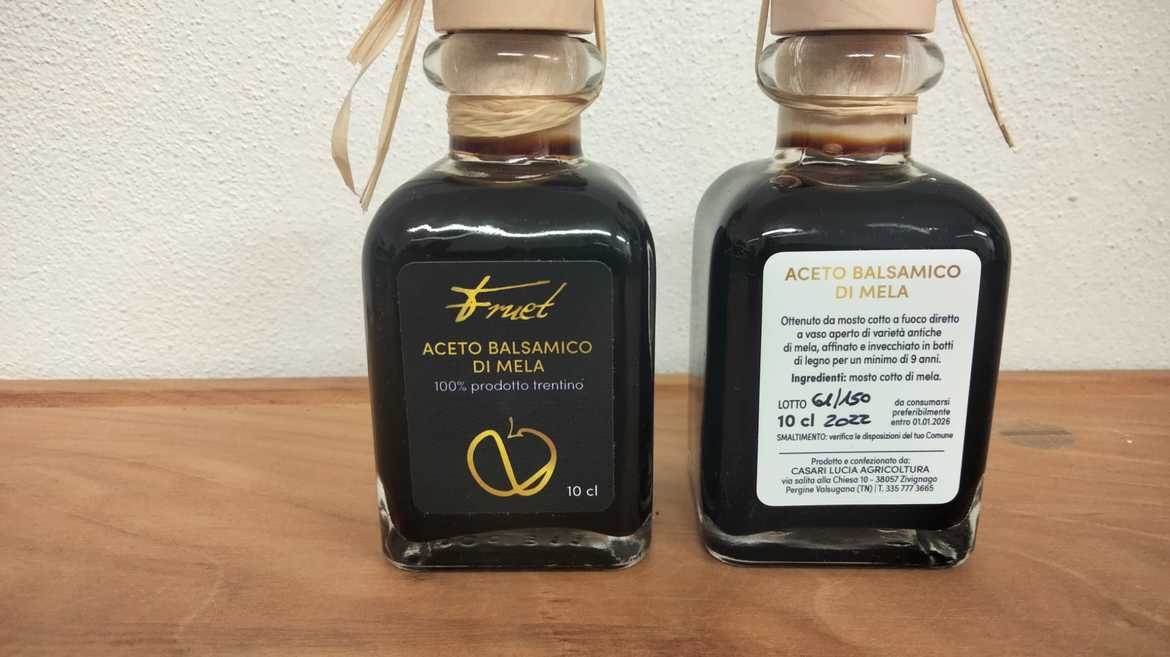 Fruet
ACETO BALSAMICO
DI MELA
100% prodotto trentino
10 cl
ACETO BALSAMICO
DI MELA
Ottenuto da mosto cotto a fuoco diretto
a vaso aperto di varietà antiche
di mela, affinato e invecchiato in botti
di legno per un minimo di 9 anni.
Ingredienti: mosto cotto di mela.
LOTTO 61/150
10 cl 2022
da consumarsi
preferibilmente
entro 01.01.2026
SMALTIMENTO: verifica le disposizioni del tuo Comune
Prodotto e confezionato da:
CASARI LUCIA AGRICOLTURA
via salita alla Chiesa 10 - 38057 Zivignago
Pergine Valsugana (TN) | T. 335 777 3665